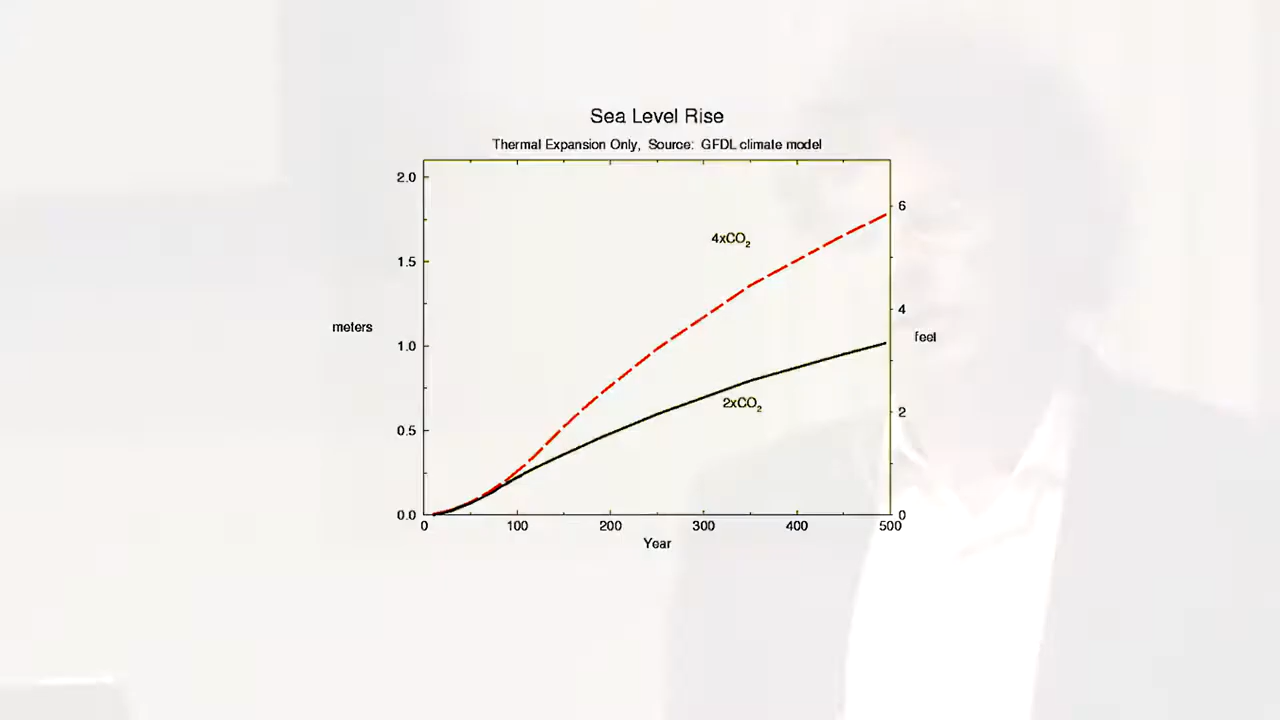 Sea Level Rise
Thermal Expansion Only, Source: GFDL climate model
2.0
1.5
1.0
0.5
0.0
meters
6
4
2
0
feet
4xCO₂
2xCO₂
0 100 200 300 400 500
Year